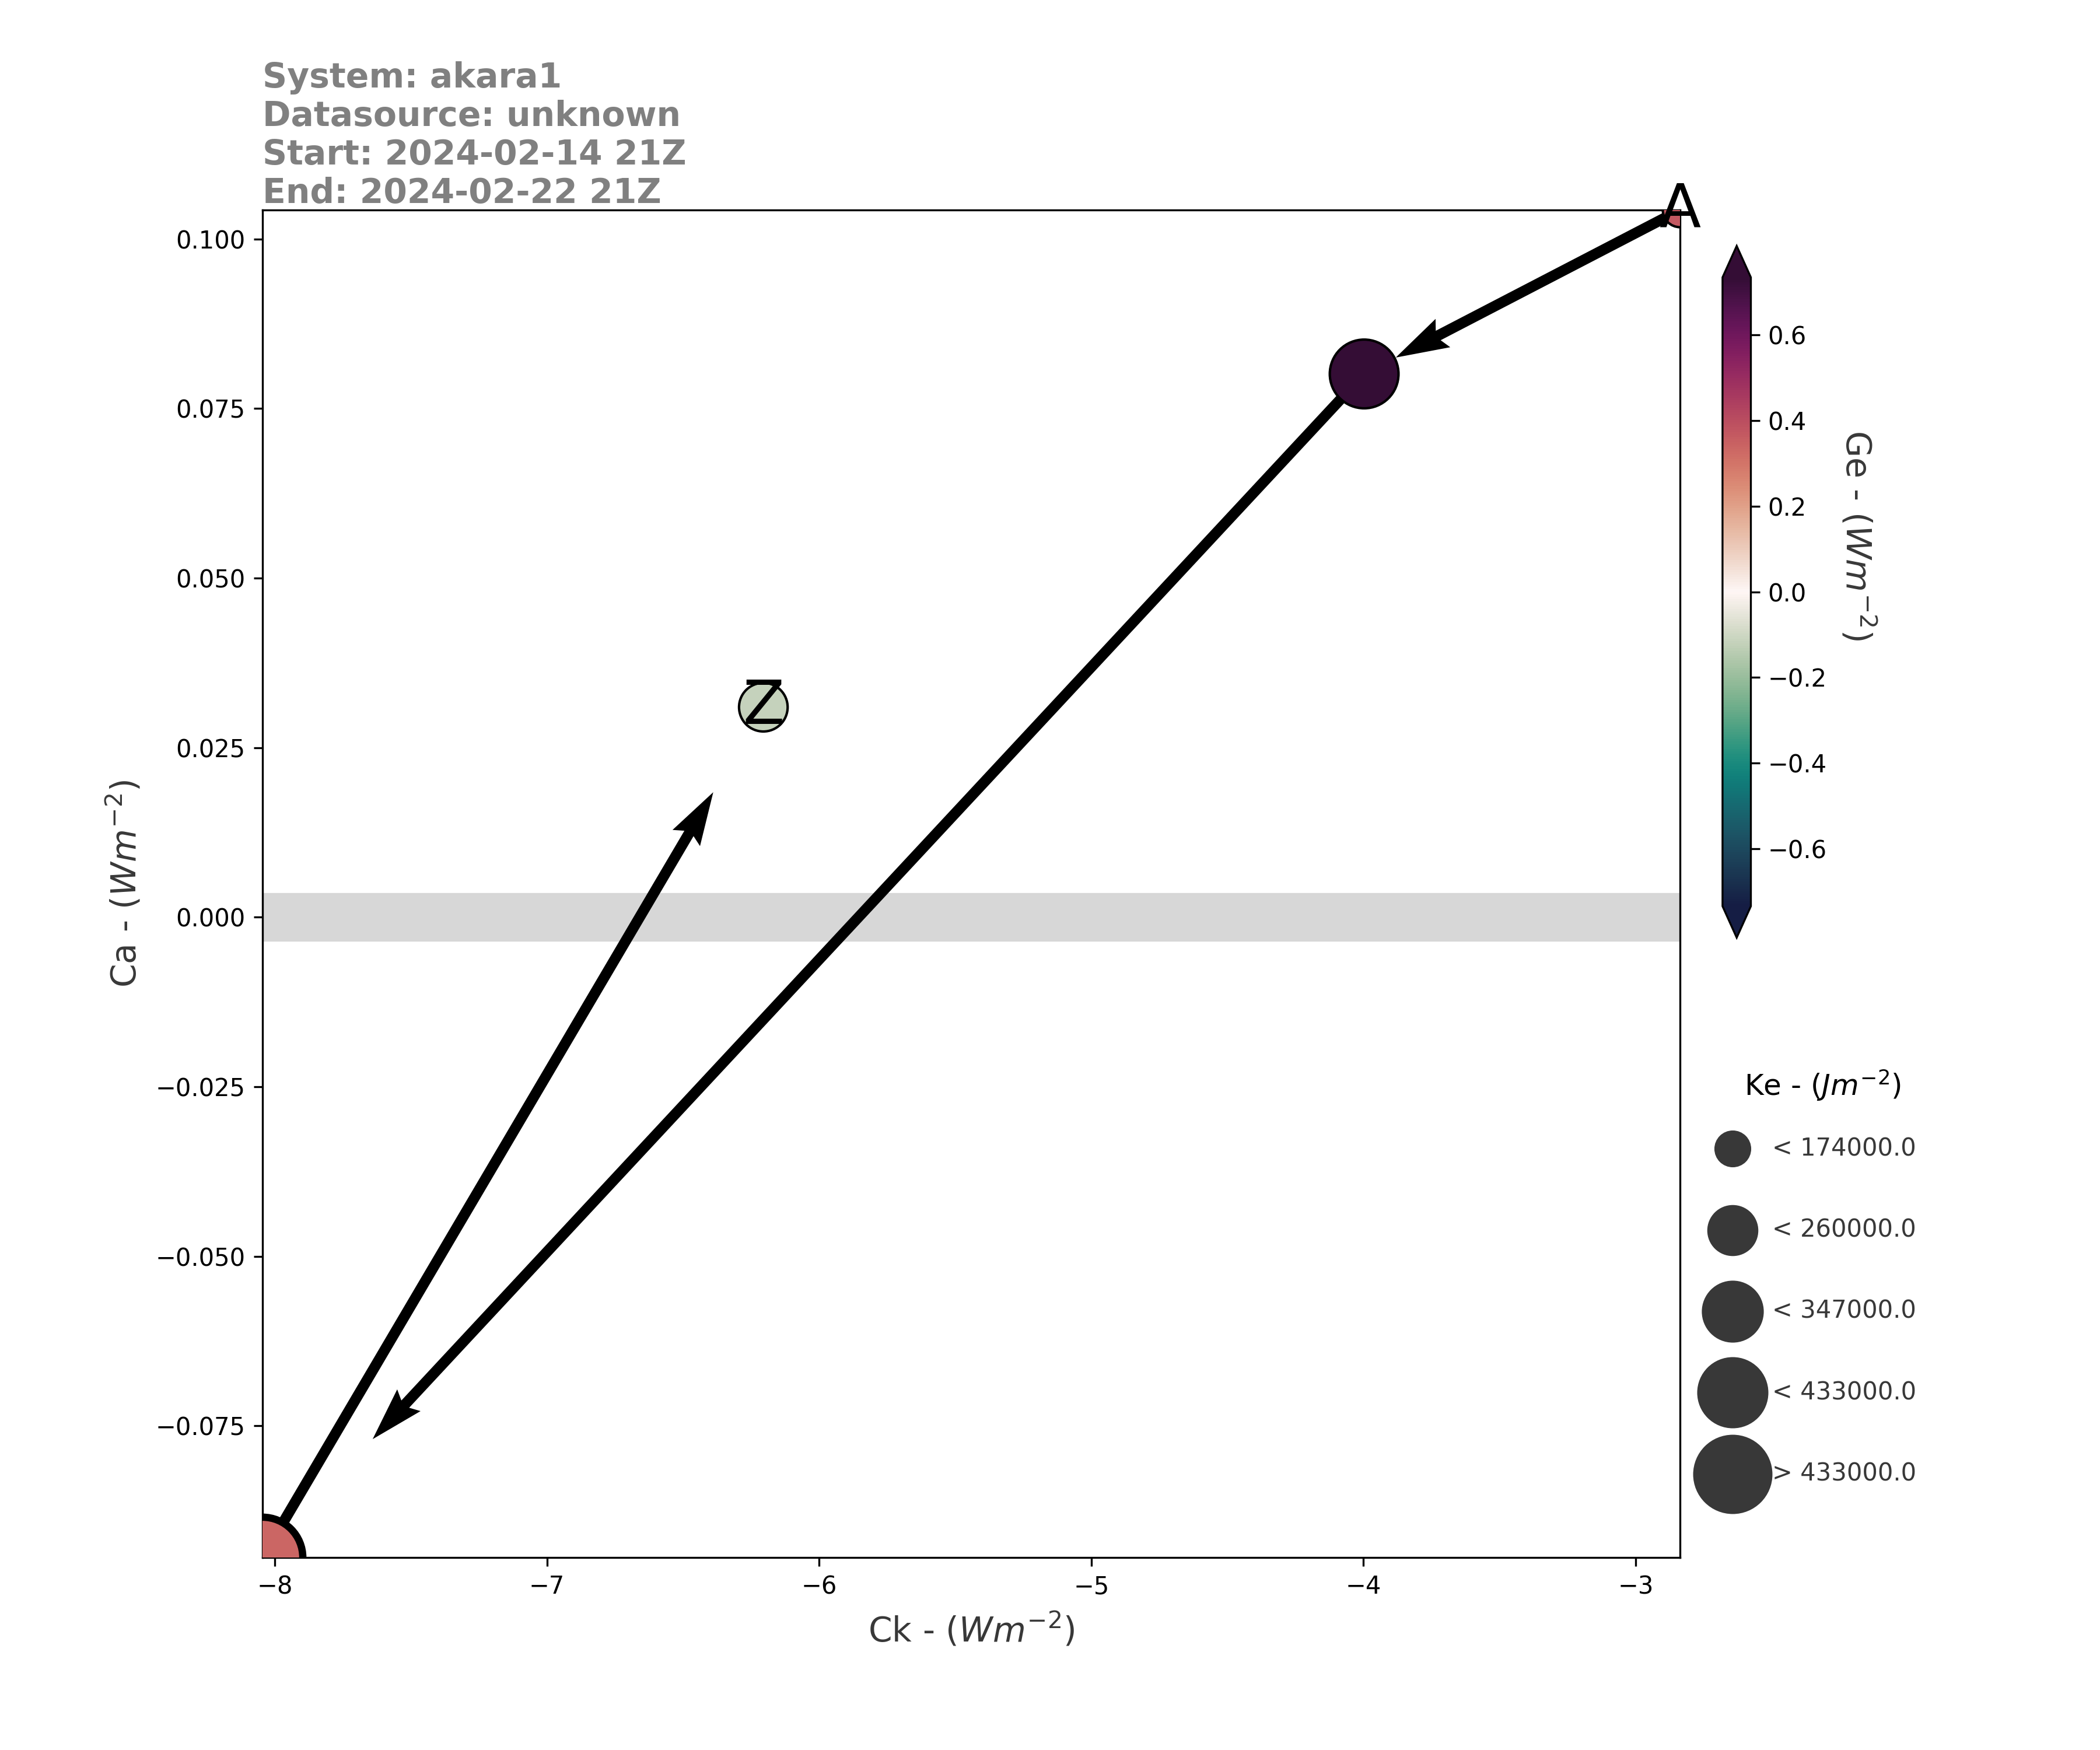 System: akara1
Datasource: unknown
Start: 2024-02-14 21Z
End: 2024-02-22 21Z
A
Z
0.100
0.075
0.050
0.025
0.000
−0.025
−0.050
−0.075
Ca - (Wm⁻²)
−8 −7 −6 −5 −4 −3
Ck - (Wm⁻²)
0.6
0.4
0.2
0.0
−0.2
−0.4
−0.6
Ge - (Wm⁻²)
Ke - (Jm⁻²)
< 174000.0
< 260000.0
< 347000.0
< 433000.0
> 433000.0